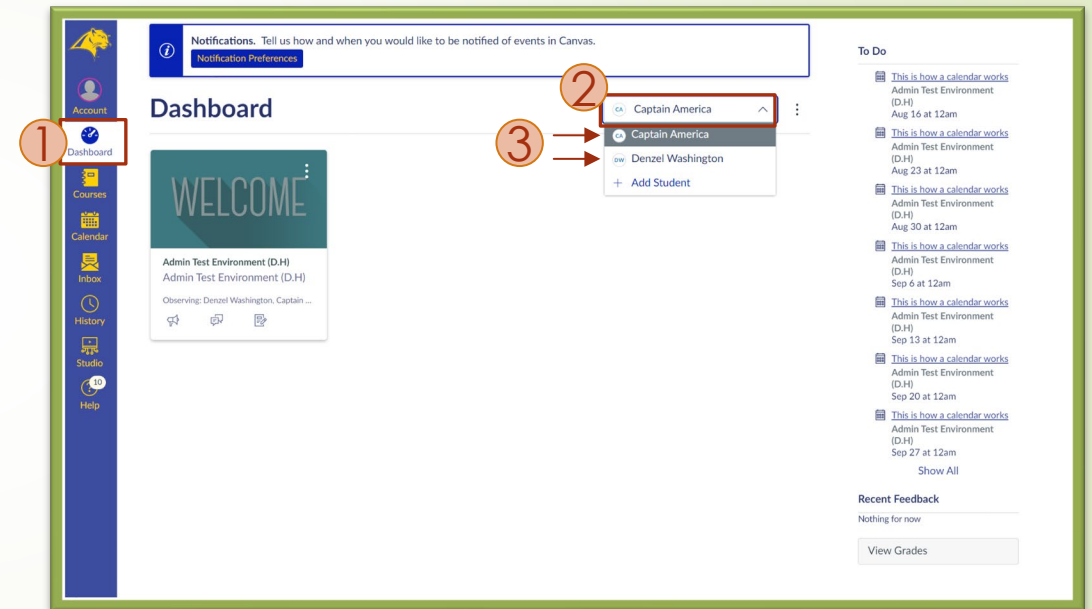 Notifications. Tell us how and when you would like to be notified of events in Canvas.
Notification Preferences
Account
1
Dashboard
Courses
Calendar
Inbox
History
Studio
10
Help
Dashboard
2
CA Captain America
3
CA Captain America
DW Denzel Washington
+ Add Student
WELCOME
Admin Test Environment (D.H)
Admin Test Environment (D.H)
Observing: Denzel Washington, Captain ...
To Do
This is how a calendar works
Admin Test Environment
(D.H)
Aug 16 at 12am
This is how a calendar works
Admin Test Environment
(D.H)
Aug 23 at 12am
This is how a calendar works
Admin Test Environment
(D.H)
Aug 30 at 12am
This is how a calendar works
Admin Test Environment
(D.H)
Sep 6 at 12am
This is how a calendar works
Admin Test Environment
(D.H)
Sep 13 at 12am
This is how a calendar works
Admin Test Environment
(D.H)
Sep 20 at 12am
This is how a calendar works
Admin Test Environment
(D.H)
Sep 27 at 12am
Show All
Recent Feedback
Nothing for now
View Grades